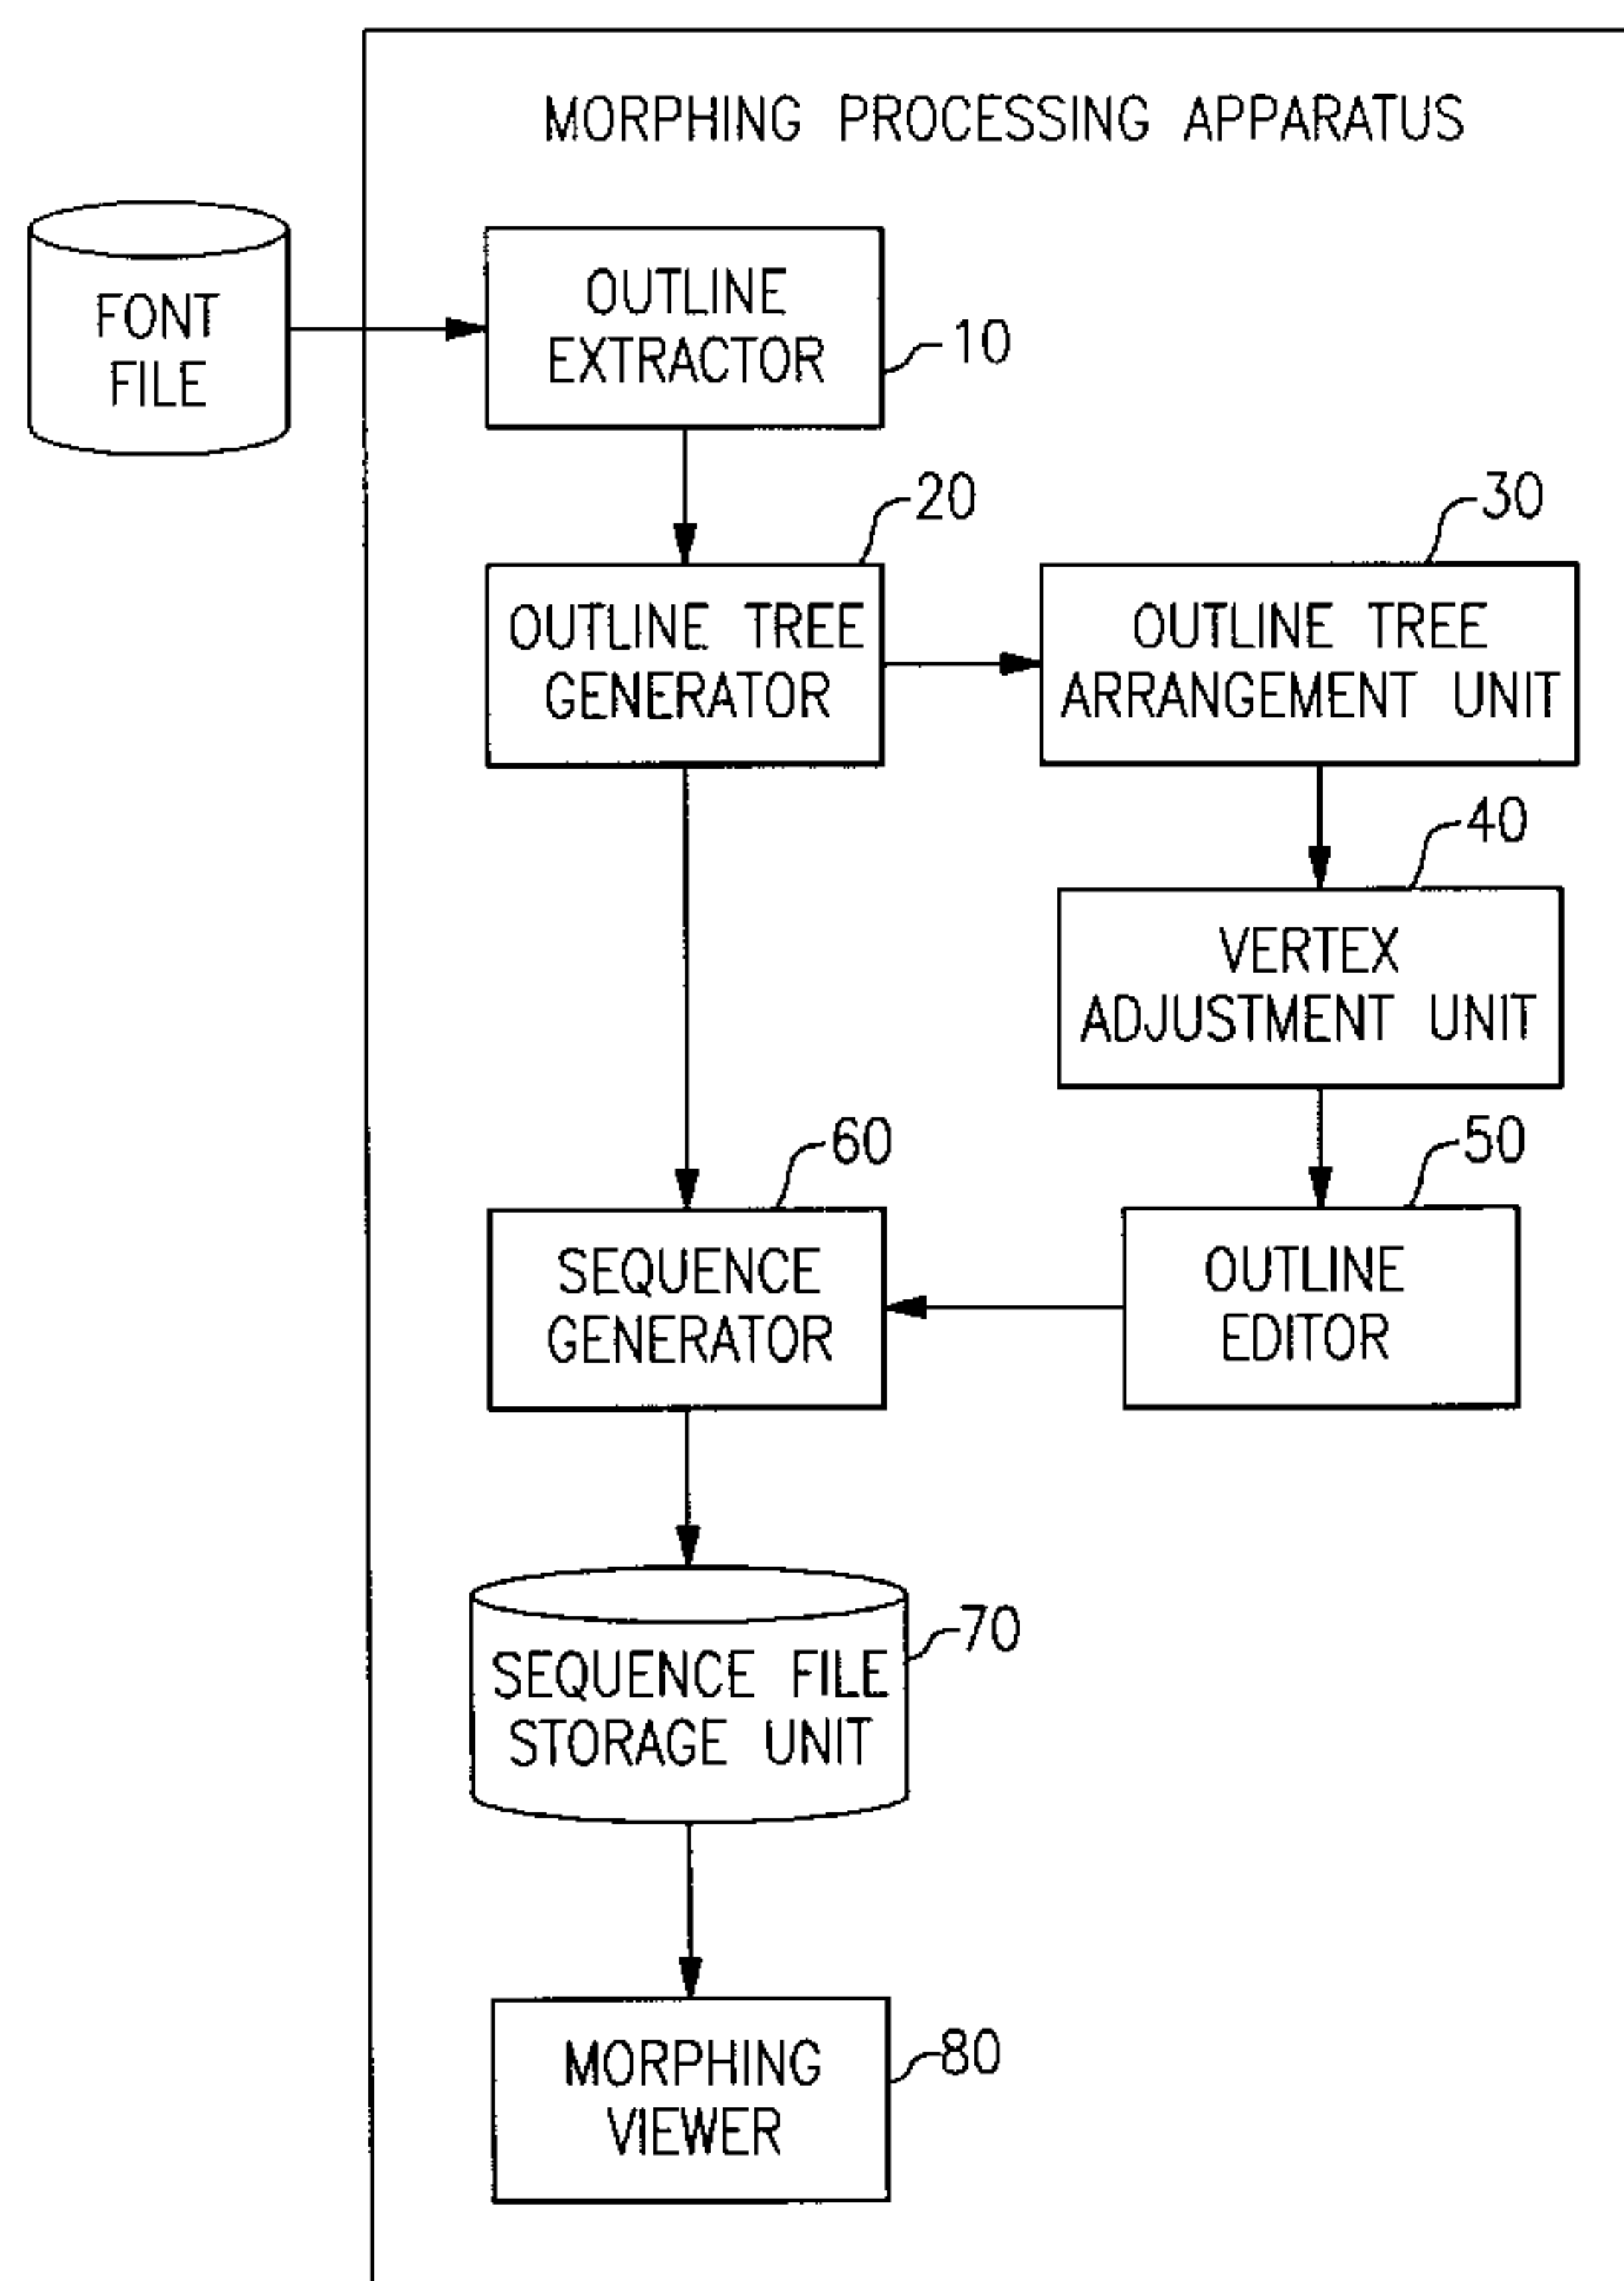 MORPHING PROCESSING APPARATUS
FONT
FILE
OUTLINE
EXTRACTOR
10
20
30
OUTLINE TREE
GENERATOR
OUTLINE TREE
ARRANGEMENT UNIT
40
VERTEX
ADJUSTMENT UNIT
60
50
SEQUENCE
GENERATOR
OUTLINE
EDITOR
70
SEQUENCE FILE
STORAGE UNIT
80
MORPHING
VIEWER